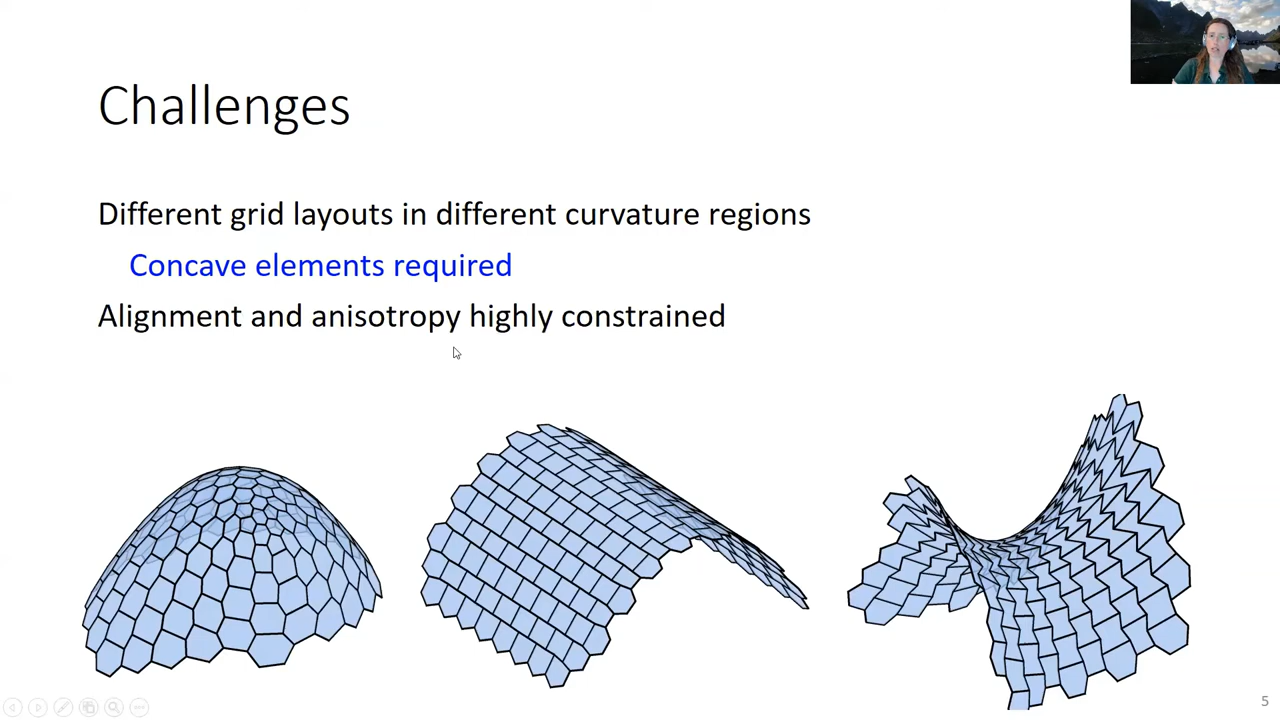 Challenges
Different grid layouts in different curvature regions
Concave elements required
Alignment and anisotropy highly constrained
5